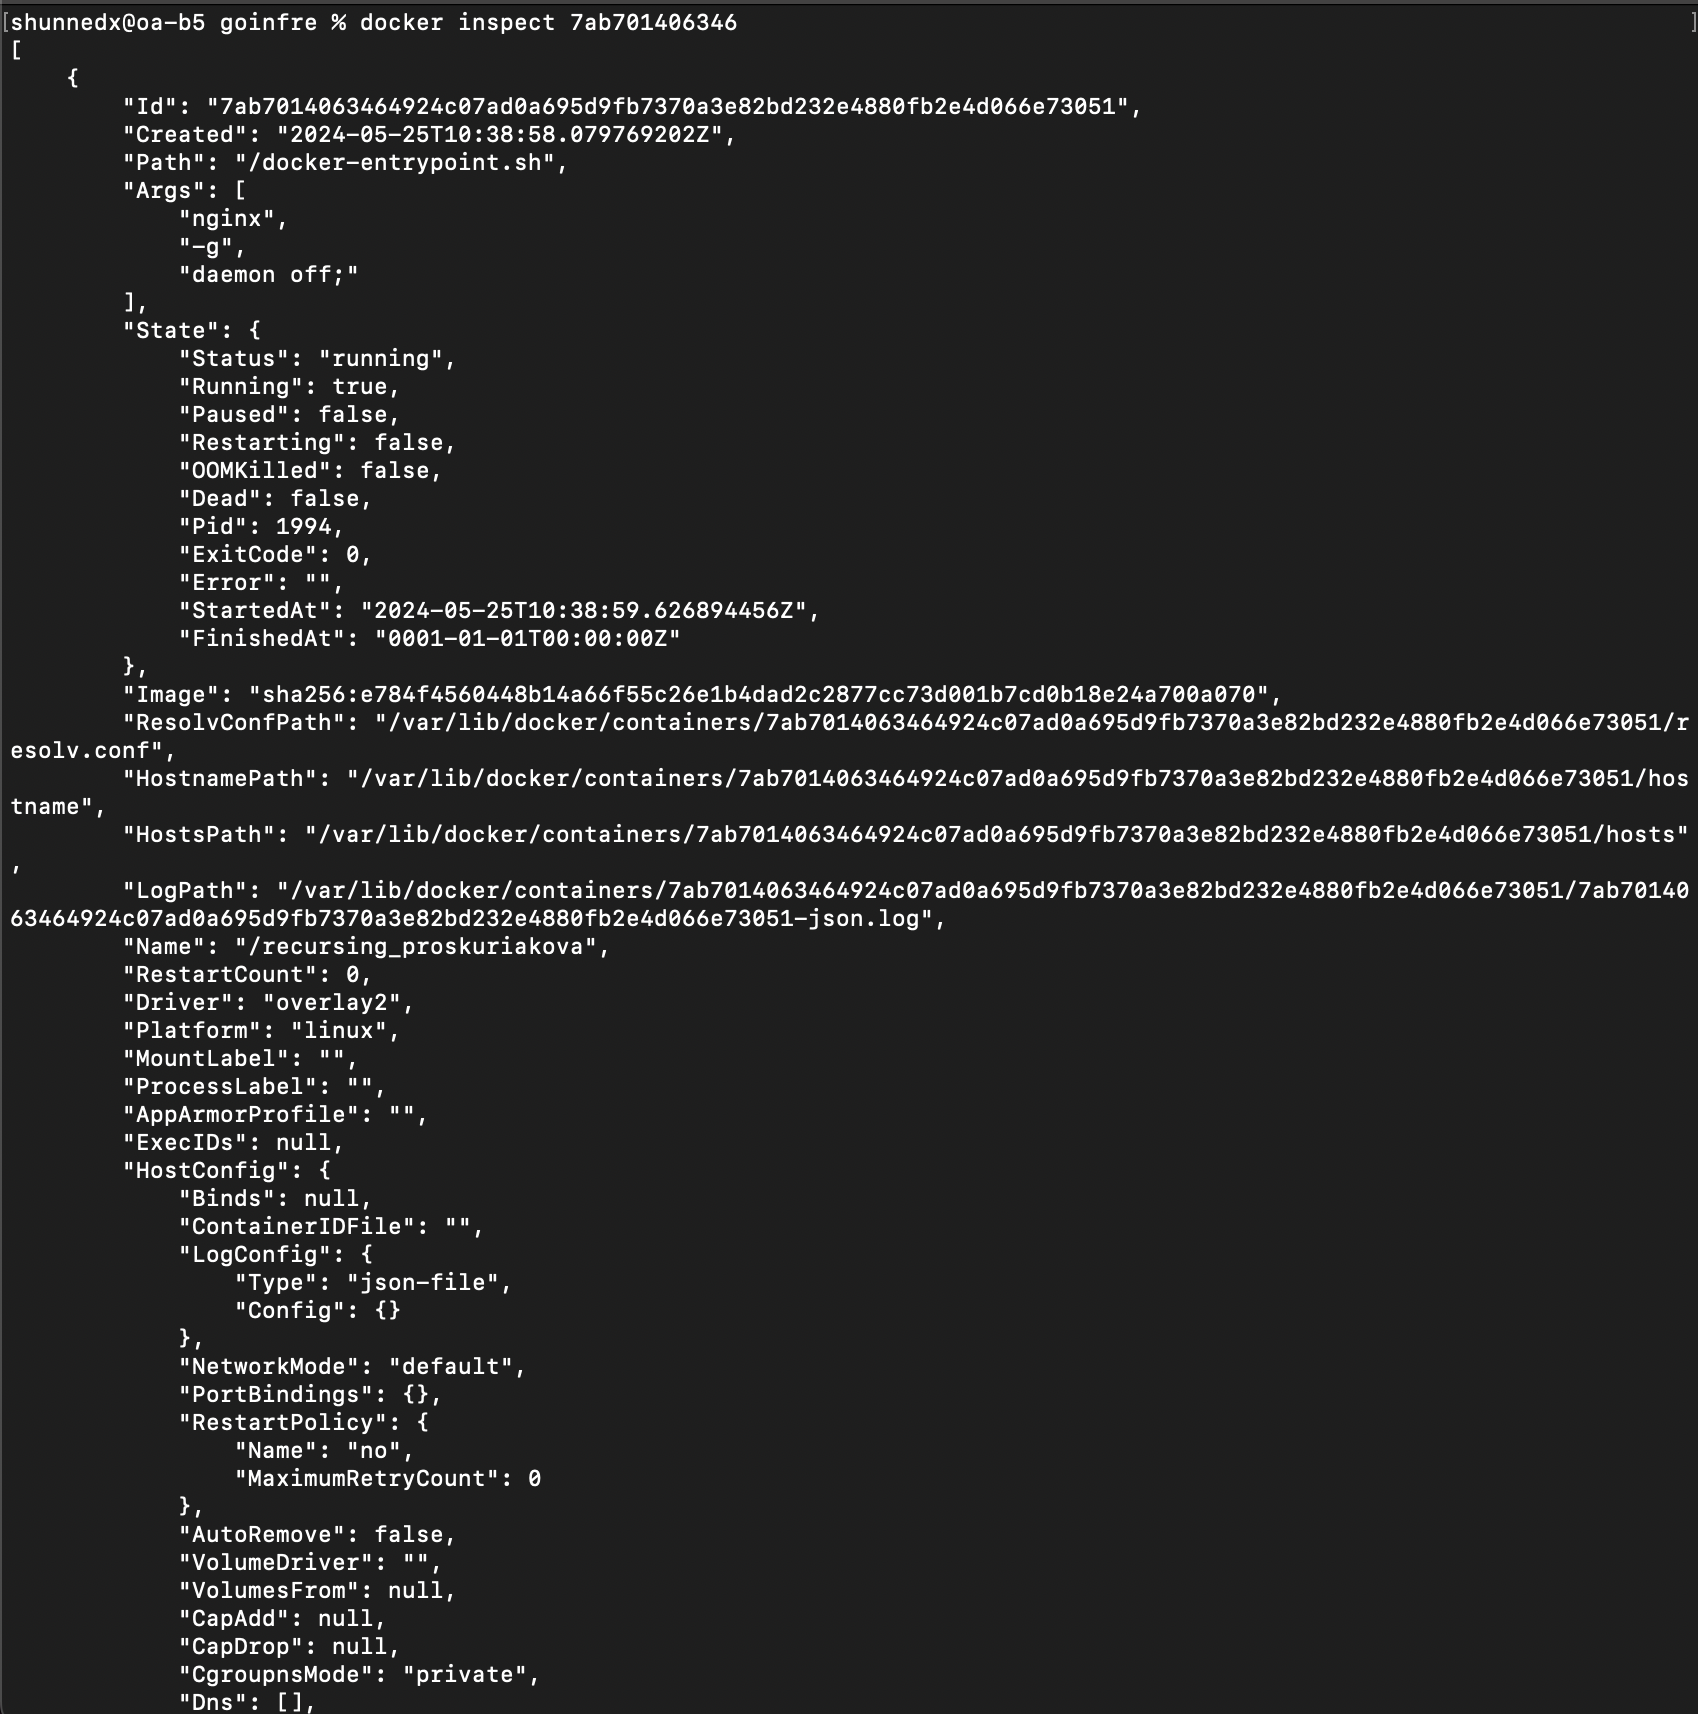 [shunnedx@oa-b5 goinfre % docker inspect 7ab701406346 ]
[
    {
        "Id": "7ab7014063464924c07ad0a695d9fb7370a3e82bd232e4880fb2e4d066e73051",
        "Created": "2024-05-25T10:38:58.079769202Z",
        "Path": "/docker-entrypoint.sh",
        "Args": [
            "nginx",
            "-g",
            "daemon off;"
        ],
        "State": {
            "Status": "running",
            "Running": true,
            "Paused": false,
            "Restarting": false,
            "OOMKilled": false,
            "Dead": false,
            "Pid": 1994,
            "ExitCode": 0,
            "Error": "",
            "StartedAt": "2024-05-25T10:38:59.626894456Z",
            "FinishedAt": "0001-01-01T00:00:00Z"
        },
        "Image": "sha256:e784f4560448b14a66f55c26e1b4dad2c2877cc73d001b7cd0b18e24a700a070",
        "ResolvConfPath": "/var/lib/docker/containers/7ab7014063464924c07ad0a695d9fb7370a3e82bd232e4880fb2e4d066e73051/r
esolv.conf",
        "HostnamePath": "/var/lib/docker/containers/7ab7014063464924c07ad0a695d9fb7370a3e82bd232e4880fb2e4d066e73051/hos
tname",
        "HostsPath": "/var/lib/docker/containers/7ab7014063464924c07ad0a695d9fb7370a3e82bd232e4880fb2e4d066e73051/hosts"
,
        "LogPath": "/var/lib/docker/containers/7ab7014063464924c07ad0a695d9fb7370a3e82bd232e4880fb2e4d066e73051/7ab70140
63464924c07ad0a695d9fb7370a3e82bd232e4880fb2e4d066e73051-json.log",
        "Name": "/recursing_proskuriakova",
        "RestartCount": 0,
        "Driver": "overlay2",
        "Platform": "linux",
        "MountLabel": "",
        "ProcessLabel": "",
        "AppArmorProfile": "",
        "ExecIDs": null,
        "HostConfig": {
            "Binds": null,
            "ContainerIDFile": "",
            "LogConfig": {
                "Type": "json-file",
                "Config": {}
            },
            "NetworkMode": "default",
            "PortBindings": {},
            "RestartPolicy": {
                "Name": "no",
                "MaximumRetryCount": 0
            },
            "AutoRemove": false,
            "VolumeDriver": "",
            "VolumesFrom": null,
            "CapAdd": null,
            "CapDrop": null,
            "CgroupnsMode": "private",
            "Dns": [],